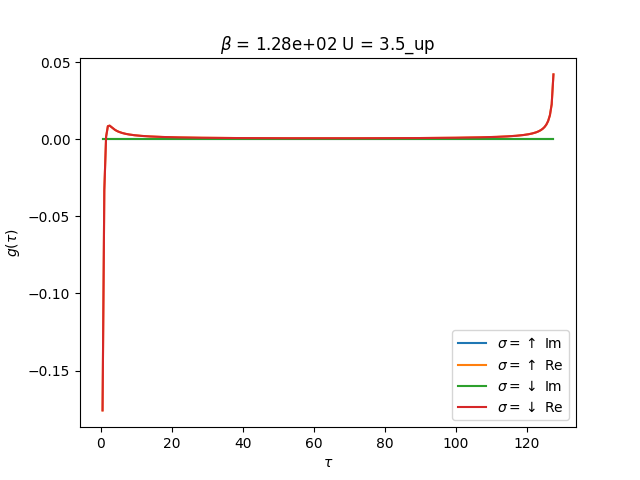 β = 1.28e+02 U = 3.5_up
0.05
0.00
−0.05
−0.10
−0.15
g(τ)
0 20 40 60 80 100 120
τ
σ = ↑ Im
σ = ↑ Re
σ = ↓ Im
σ = ↓ Re